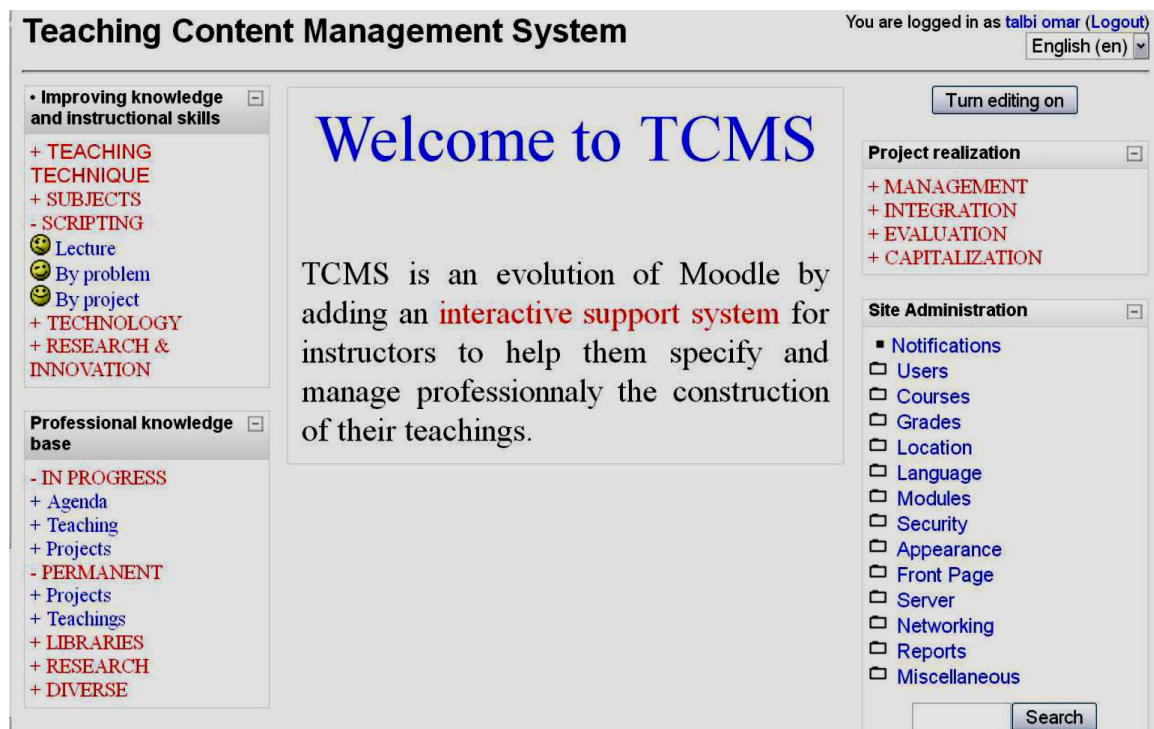 Teaching Content Management System
You are logged in as talbi omar (Logout)
English (en)
• Improving knowledge
and instructional skills
+ TEACHING
TECHNIQUE
+ SUBJECTS
- SCRIPTING
Lecture
By problem
By project
+ TECHNOLOGY
+ RESEARCH &
INNOVATION
Professional knowledge
base
- IN PROGRESS
+ Agenda
+ Teaching
+ Projects
- PERMANENT
+ Projects
+ Teachings
+ LIBRARIES
+ RESEARCH
+ DIVERSE
Welcome to TCMS
TCMS is an evolution of Moodle by
adding an interactive support system for
instructors to help them specify and
manage professionnaly the construction
of their teachings.
Turn editing on
Project realization
+ MANAGEMENT
+ INTEGRATION
+ EVALUATION
+ CAPITALIZATION
Site Administration
Notifications
Users
Courses
Grades
Location
Language
Modules
Security
Appearance
Front Page
Server
Networking
Reports
Miscellaneous
Search